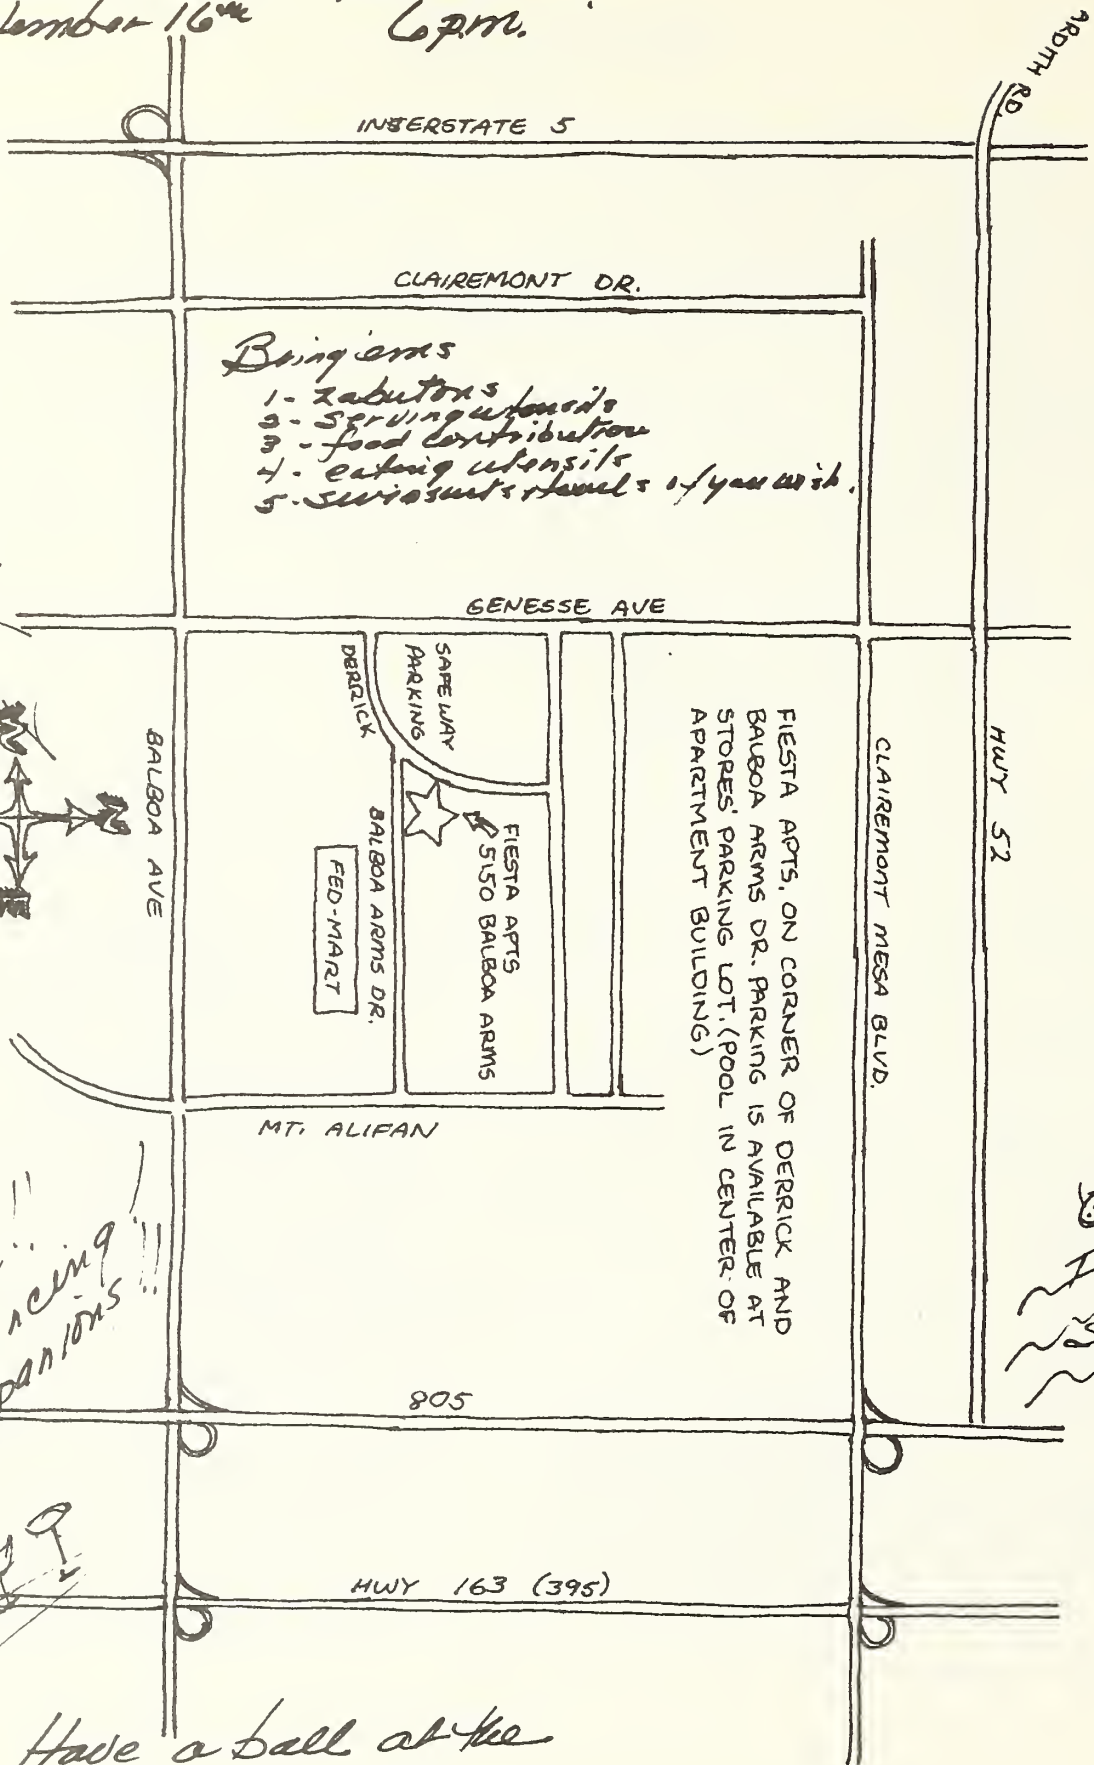 16th 6 p.m.
ARDITH RD
INTERSTATE 5
CLAIREMONT DR.
Bring'ems
1- zabutons
2- serving utensils
3 - food contribution
4- eating utensils
5- swimsuits & towels if you wish.
GENESSE AVE
SAFEWAY
PARKING
DERRICK
BALBOA AVE
FIESTA APTS
5150 BALBOA ARMS
BALBOA ARMS DR.
FED-MART
FIESTA APTS, ON CORNER OF DERRICK AND
BALBOA ARMS DR. PARKING IS AVAILABLE AT
STORES' PARKING LOT. (POOL IN CENTER OF
APARTMENT BUILDING)
CLAIREMONT MESA BLVD.
HWY 52
MT. ALIFAN
805
HWY 163 (395)
Have a ball at the